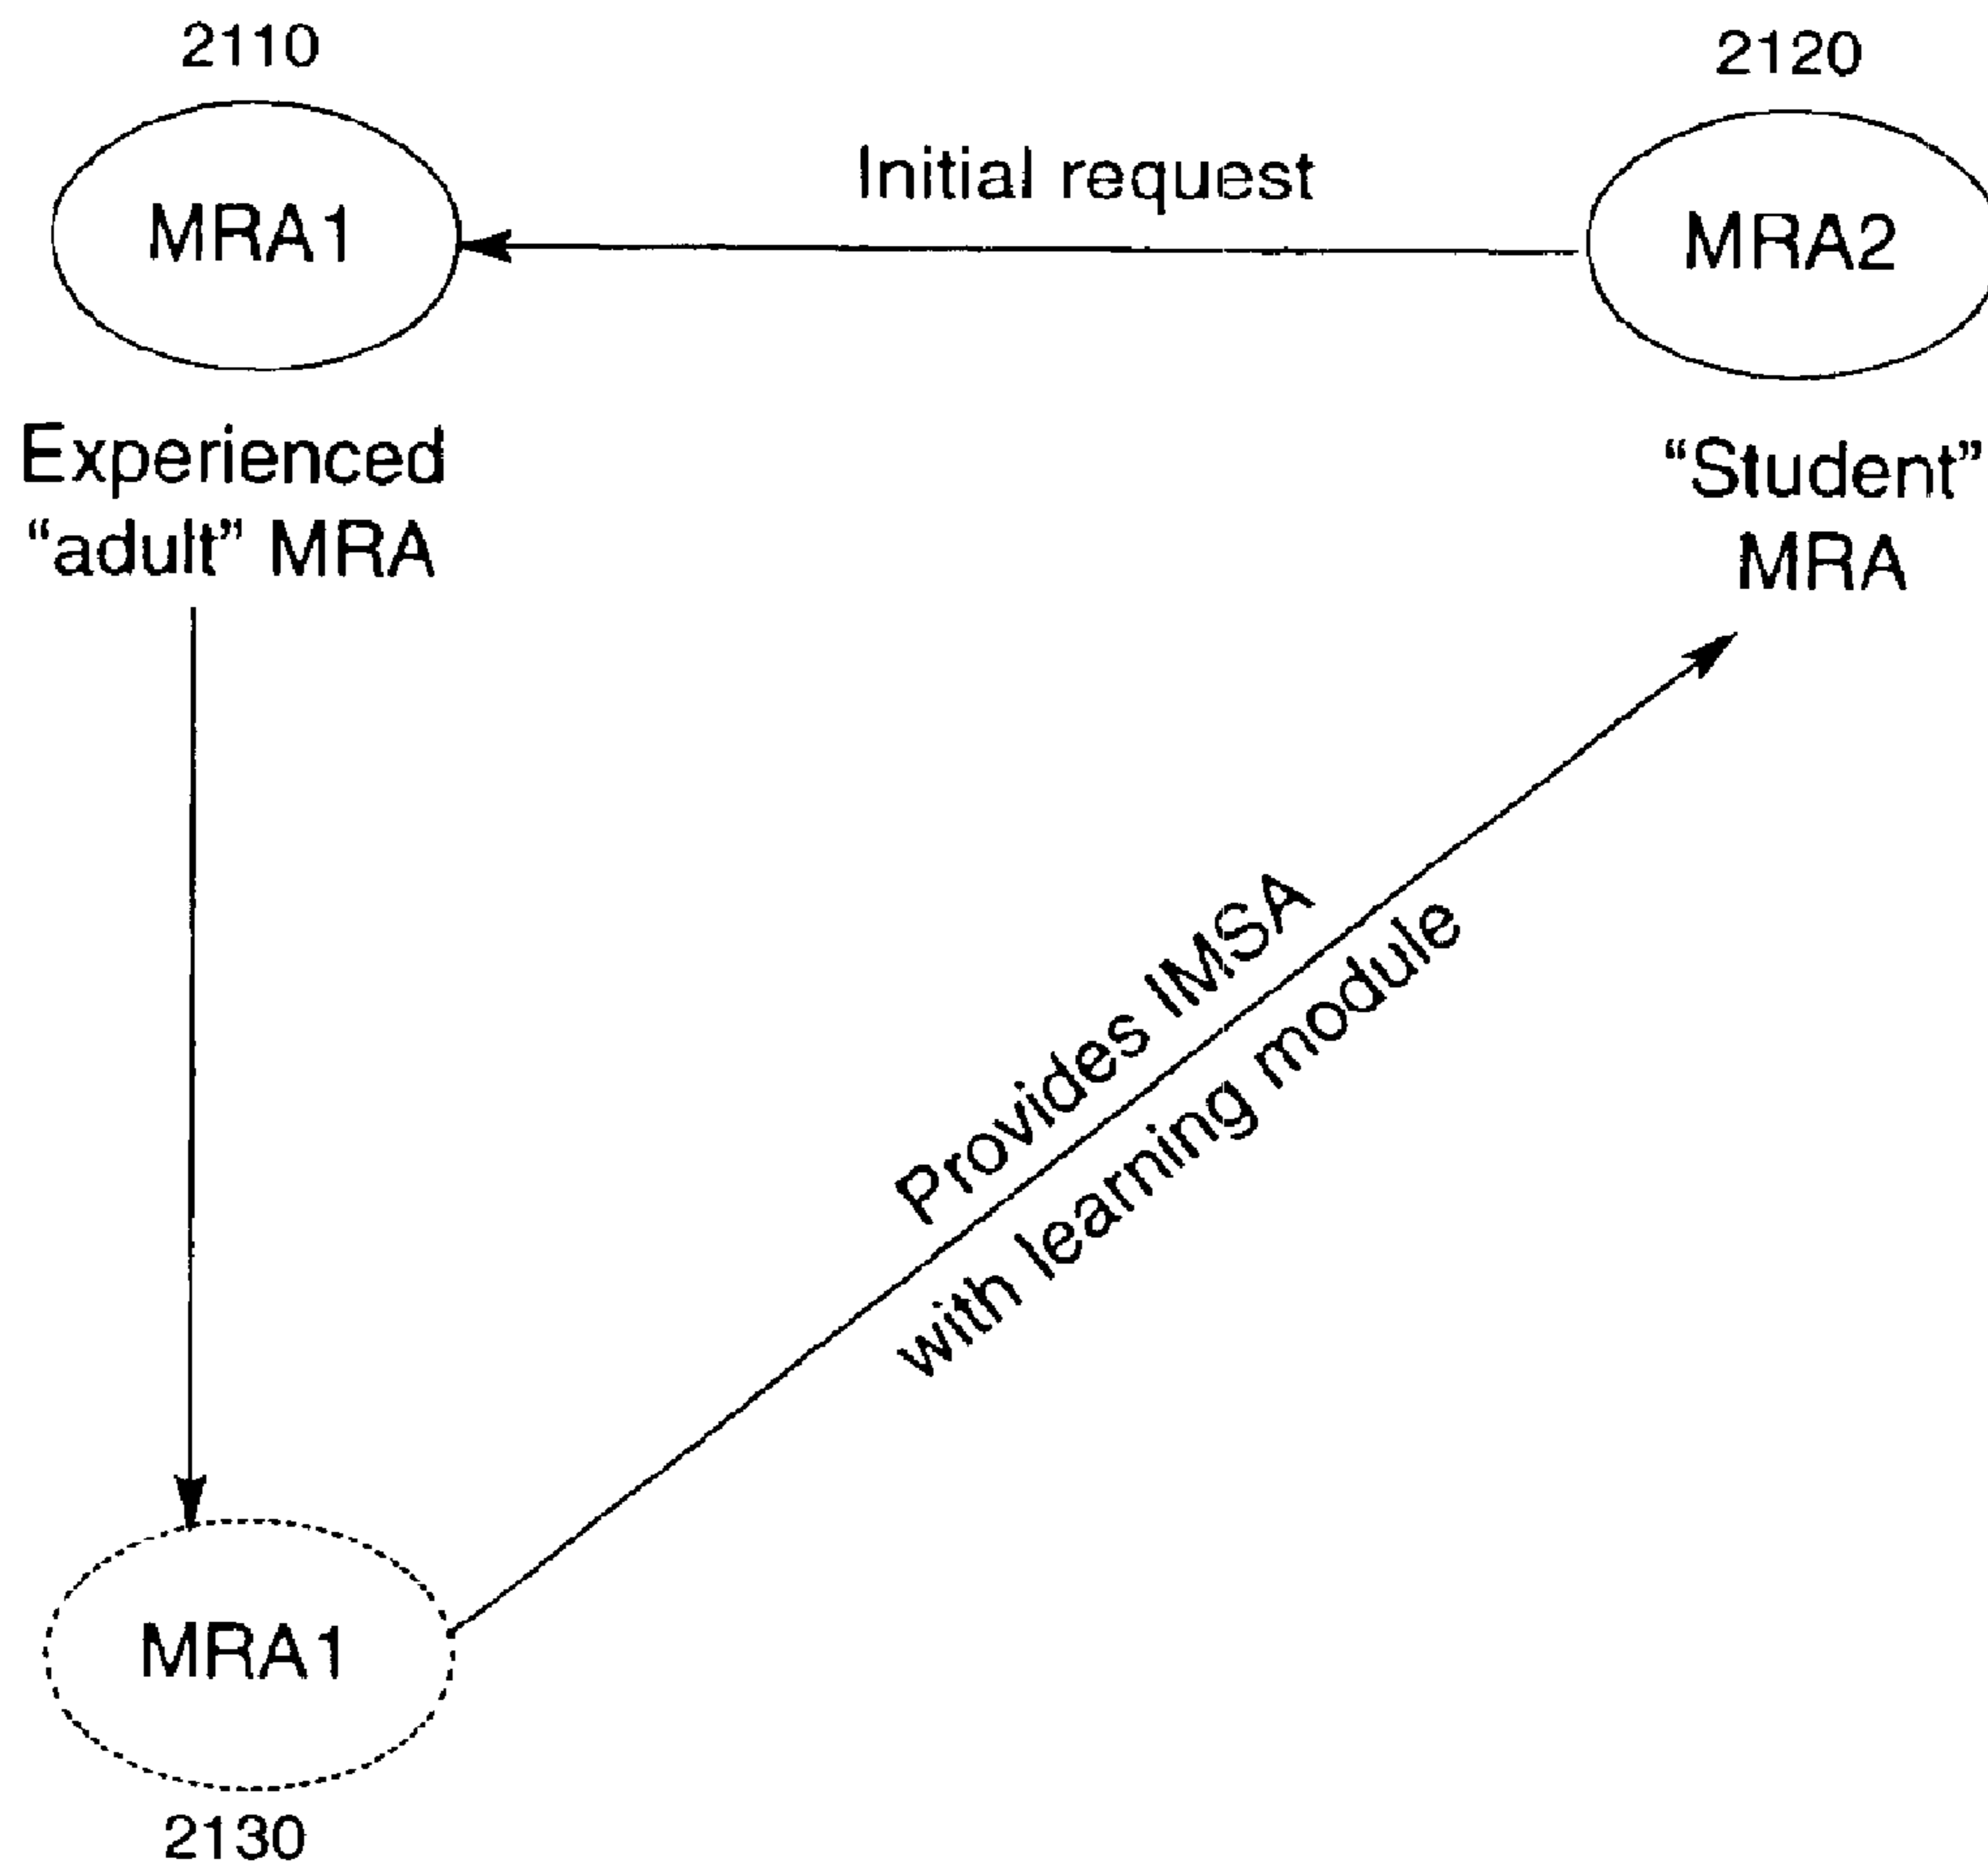 2110
2120
MRA1
Initial request
MRA2
Experienced
“adult” MRA
“Student”
MRA
Provides IMSA
with learning module
MRA1
2130